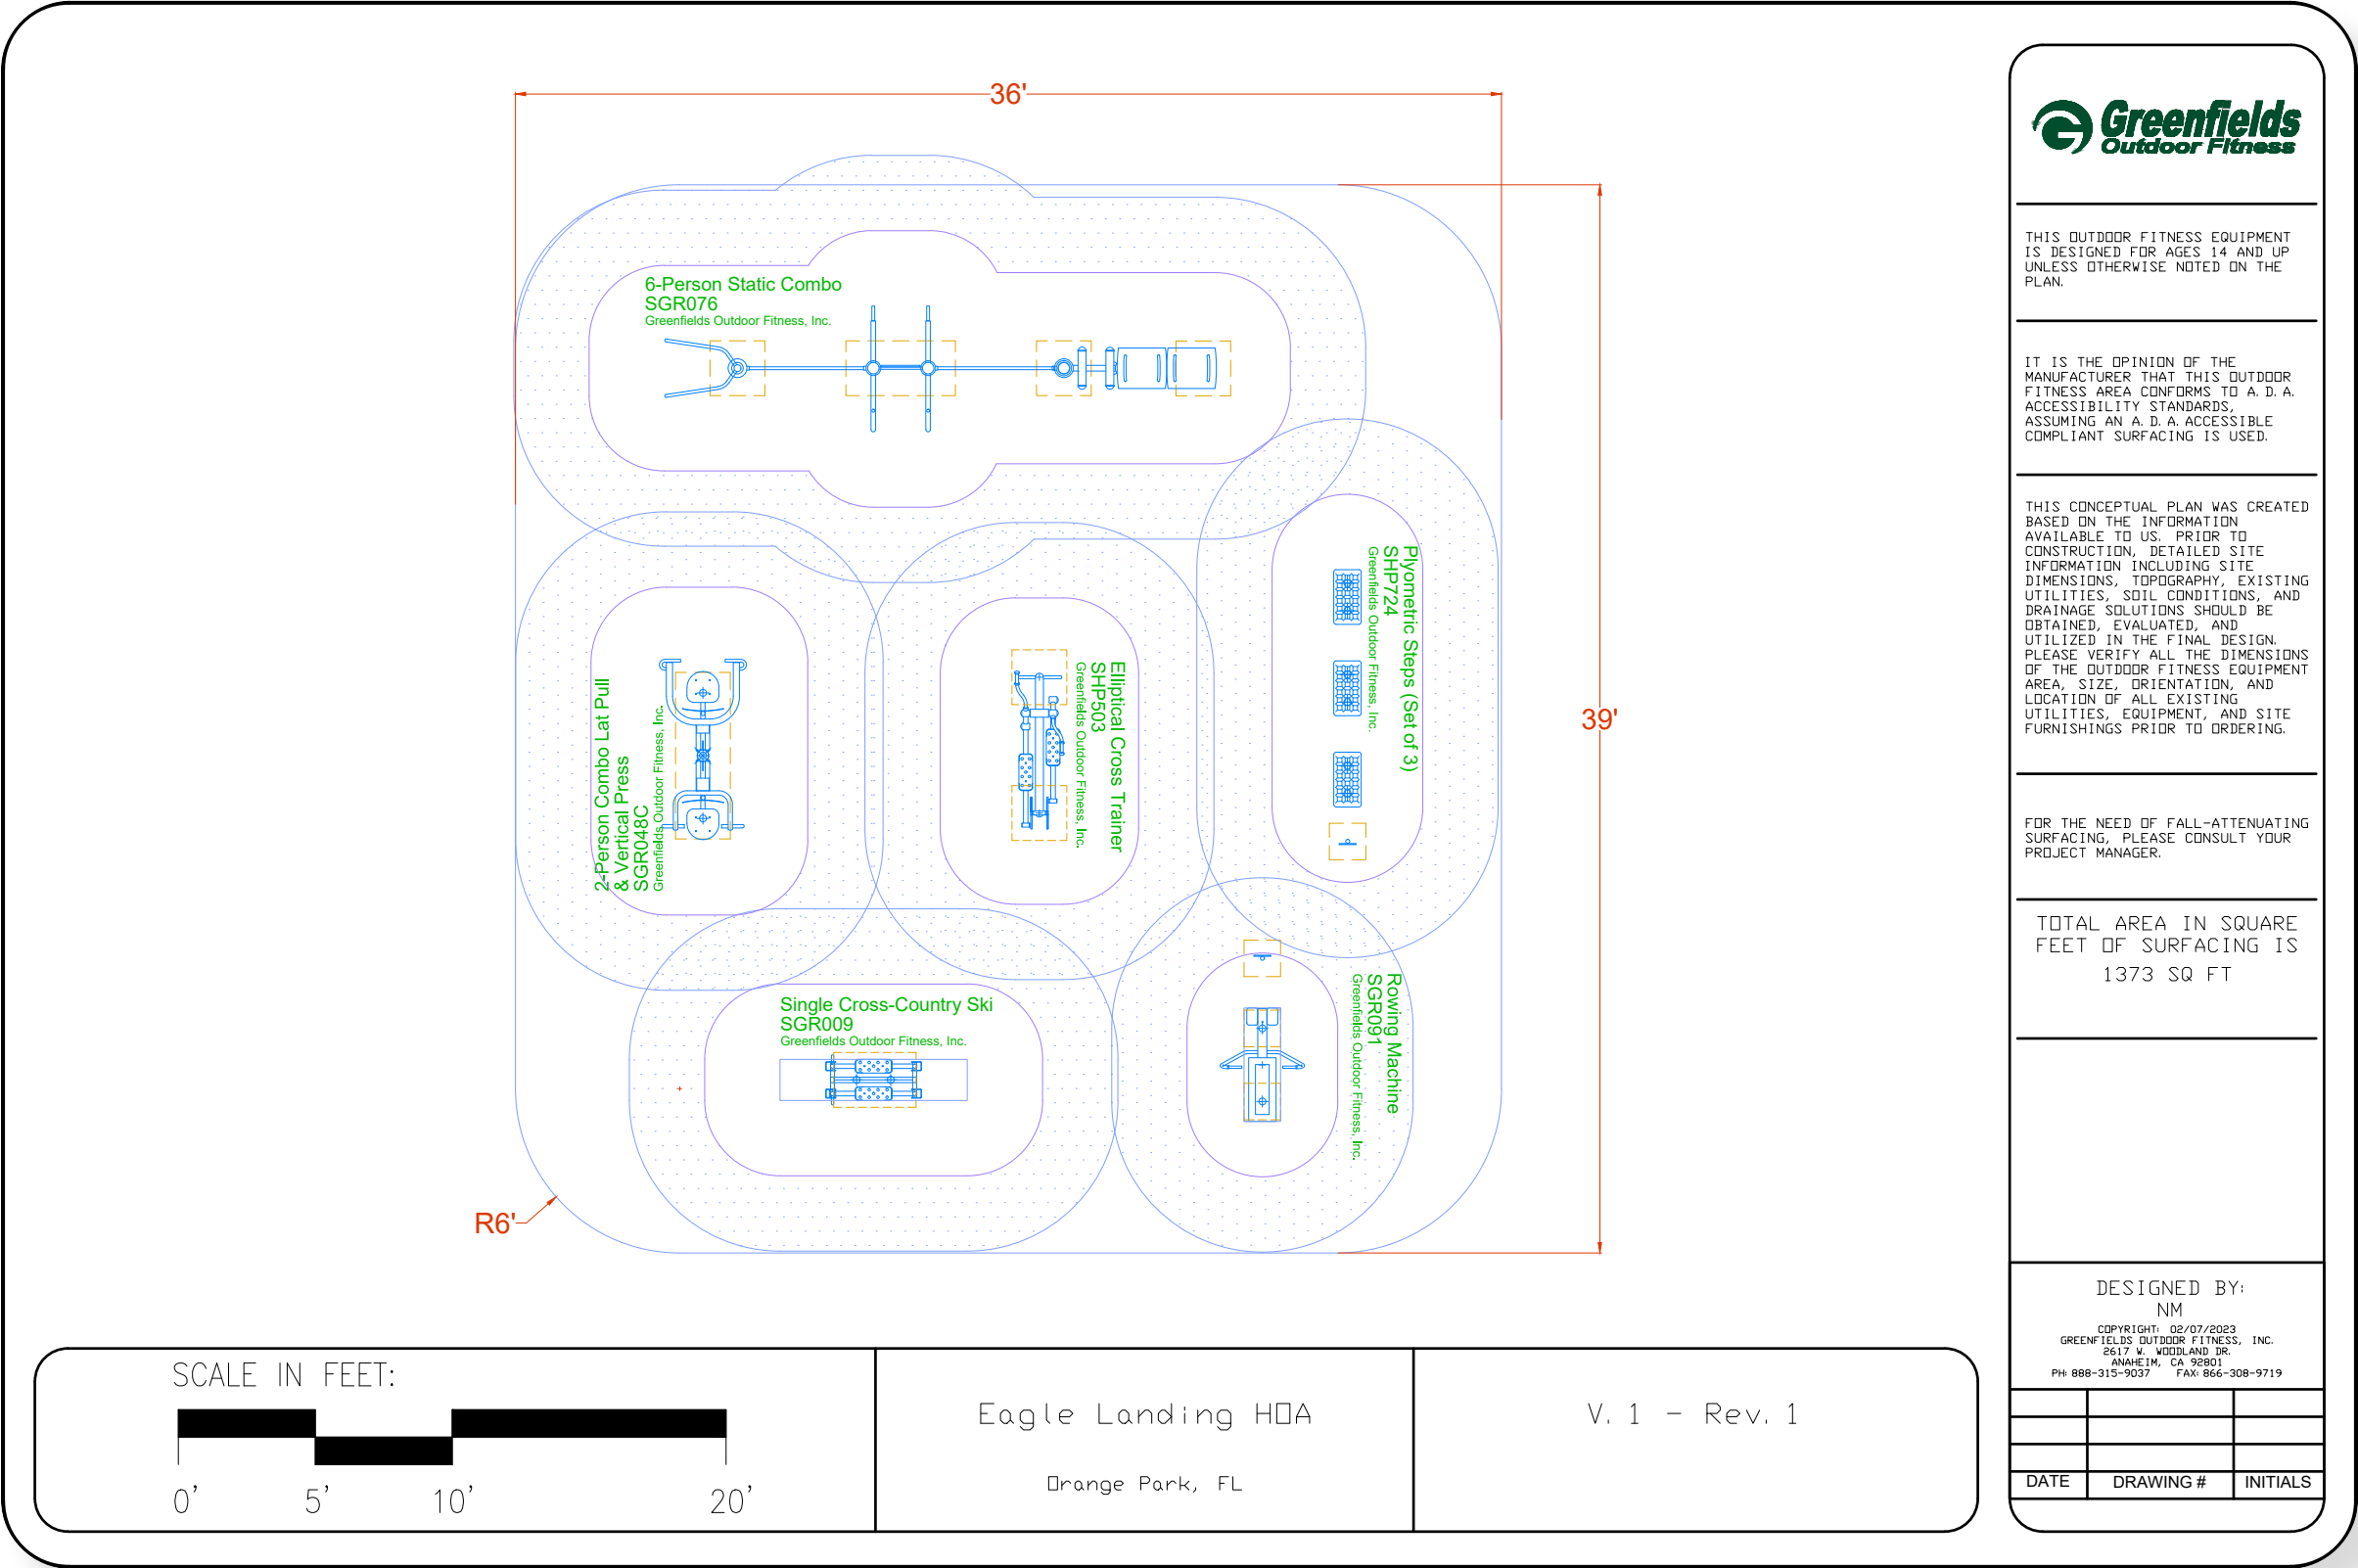 36'
6-Person Static Combo
SGR076
Greenfields Outdoor Fitness, Inc.
39'
Plyometric Steps (Set of 3)
SHP724
Greenfields Outdoor Fitness, Inc.
2-Person Combo Lat Pull
& Vertical Press
SGR048C
Greenfields Outdoor Fitness, Inc.
Elliptical Cross Trainer
SHP503
Greenfields Outdoor Fitness, Inc.
Single Cross-Country Ski
SGR009
Greenfields Outdoor Fitness, Inc.
Rowing Machine
SGR091
Greenfields Outdoor Fitness, Inc.
R6'
Greenfields
Outdoor Fitness
THIS OUTDOOR FITNESS EQUIPMENT
IS DESIGNED FOR AGES 14 AND UP
UNLESS OTHERWISE NOTED ON THE
PLAN.
IT IS THE OPINION OF THE
MANUFACTURER THAT THIS OUTDOOR
FITNESS AREA CONFORMS TO A.D.A.
ACCESSIBILITY STANDARDS,
ASSUMING AN A.D.A. ACCESSIBLE
COMPLIANT SURFACING IS USED.
THIS CONCEPTUAL PLAN WAS CREATED
BASED ON THE INFORMATION
AVAILABLE TO US. PRIOR TO
CONSTRUCTION, DETAILED SITE
INFORMATION INCLUDING SITE
DIMENSIONS, TOPOGRAPHY, EXISTING
UTILITIES, SOIL CONDITIONS, AND
DRAINAGE SOLUTIONS SHOULD BE
OBTAINED, EVALUATED, AND
UTILIZED IN THE FINAL DESIGN.
PLEASE VERIFY ALL THE DIMENSIONS
OF THE OUTDOOR FITNESS EQUIPMENT
AREA, SIZE, ORIENTATION, AND
LOCATION OF ALL EXISTING
UTILITIES, EQUIPMENT, AND SITE
FURNISHINGS PRIOR TO ORDERING.
FOR THE NEED OF FALL-ATTENUATING
SURFACING, PLEASE CONSULT YOUR
PROJECT MANAGER.
TOTAL AREA IN SQUARE
FEET OF SURFACING IS
1373 SQ FT
DESIGNED BY:
NM
COPYRIGHT: 02/07/2023
GREENFIELDS OUTDOOR FITNESS, INC.
2617 W. WOODLAND DR.
ANAHEIM, CA 92801
PH: 888-315-9037 FAX: 866-308-9719
DATE DRAWING # INITIALS
SCALE IN FEET:
0' 5' 10' 20'
Eagle Landing HOA
Orange Park, FL
V. 1 - Rev. 1